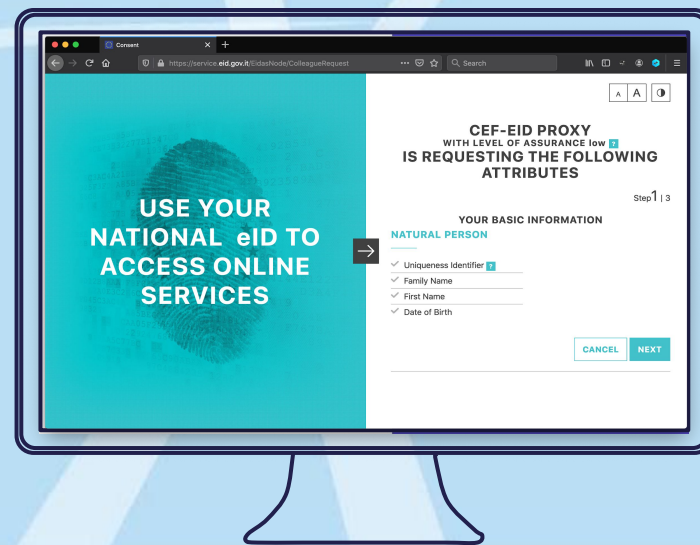 Consent
https://service.eid.gov.it/EidasNode/ColleagueRequest
Search
A A
CEF-EID PROXY
WITH LEVEL OF ASSURANCE low ?
IS REQUESTING THE FOLLOWING
ATTRIBUTES
Step1 | 3
USE YOUR
NATIONAL eID TO
ACCESS ONLINE
SERVICES
YOUR BASIC INFORMATION
NATURAL PERSON
Uniqueness Identifier ?
Family Name
First Name
Date of Birth
CANCEL NEXT